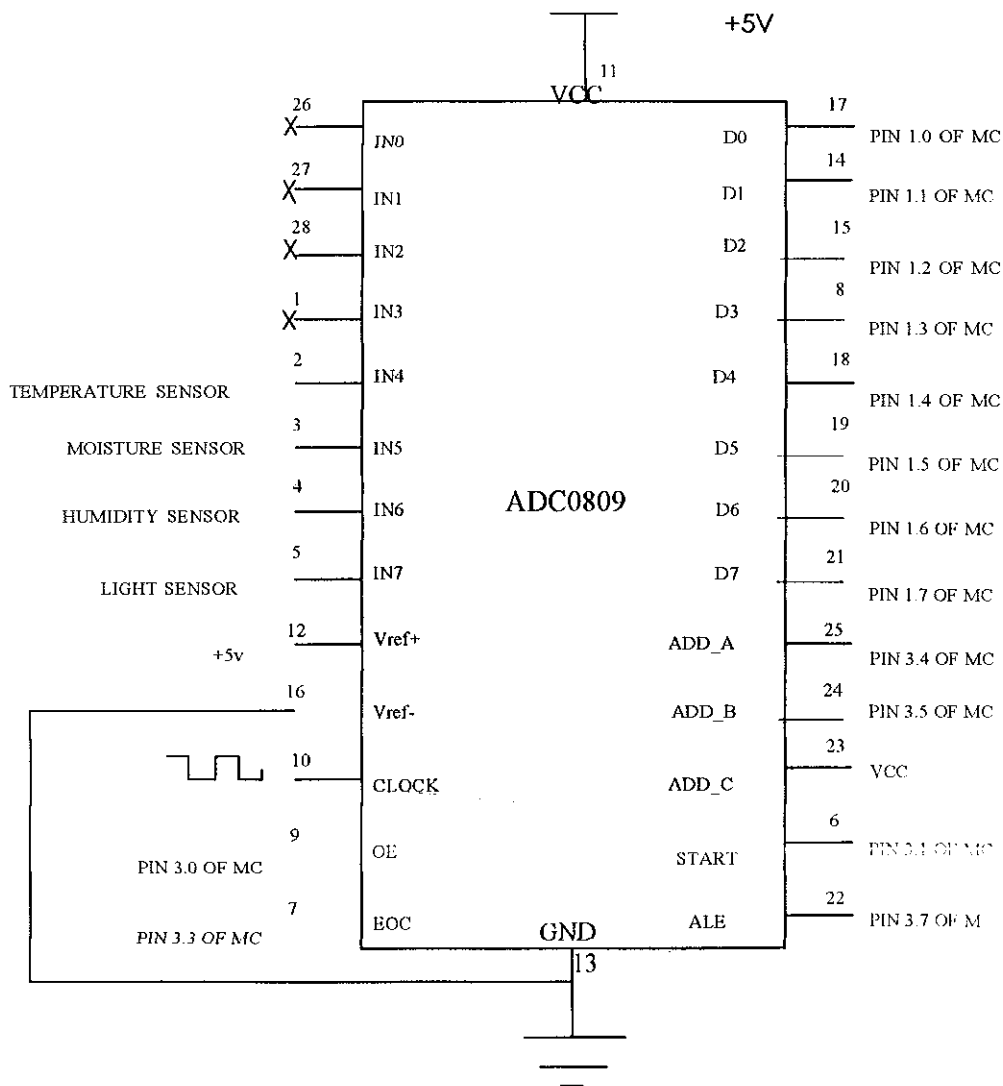 +5V
11
VCC
26
IN0
27
IN1
28
IN2
1
IN3
2
TEMPERATURE SENSOR
IN4
3
MOISTURE SENSOR
IN5
4
HUMIDITY SENSOR
IN6
5
LIGHT SENSOR
IN7
12
+5v
Vref+
16
Vref-
10
CLOCK
9
OE
PIN 3.0 OF MC
7
EOC
PIN 3.3 OF MC
ADC0809
GND
13
17
D0
PIN 1.0 OF MC
14
D1
PIN 1.1 OF MC
15
D2
PIN 1.2 OF MC
8
D3
PIN 1.3 OF MC
18
D4
PIN 1.4 OF MC
19
D5
PIN 1.5 OF MC
20
D6
PIN 1.6 OF MC
21
D7
PIN 1.7 OF MC
25
ADD_A
PIN 3.4 OF MC
24
ADD_B
PIN 3.5 OF MC
23
ADD_C
VCC
6
START
PIN 3.1 OF MC
22
ALE
PIN 3.7 OF M